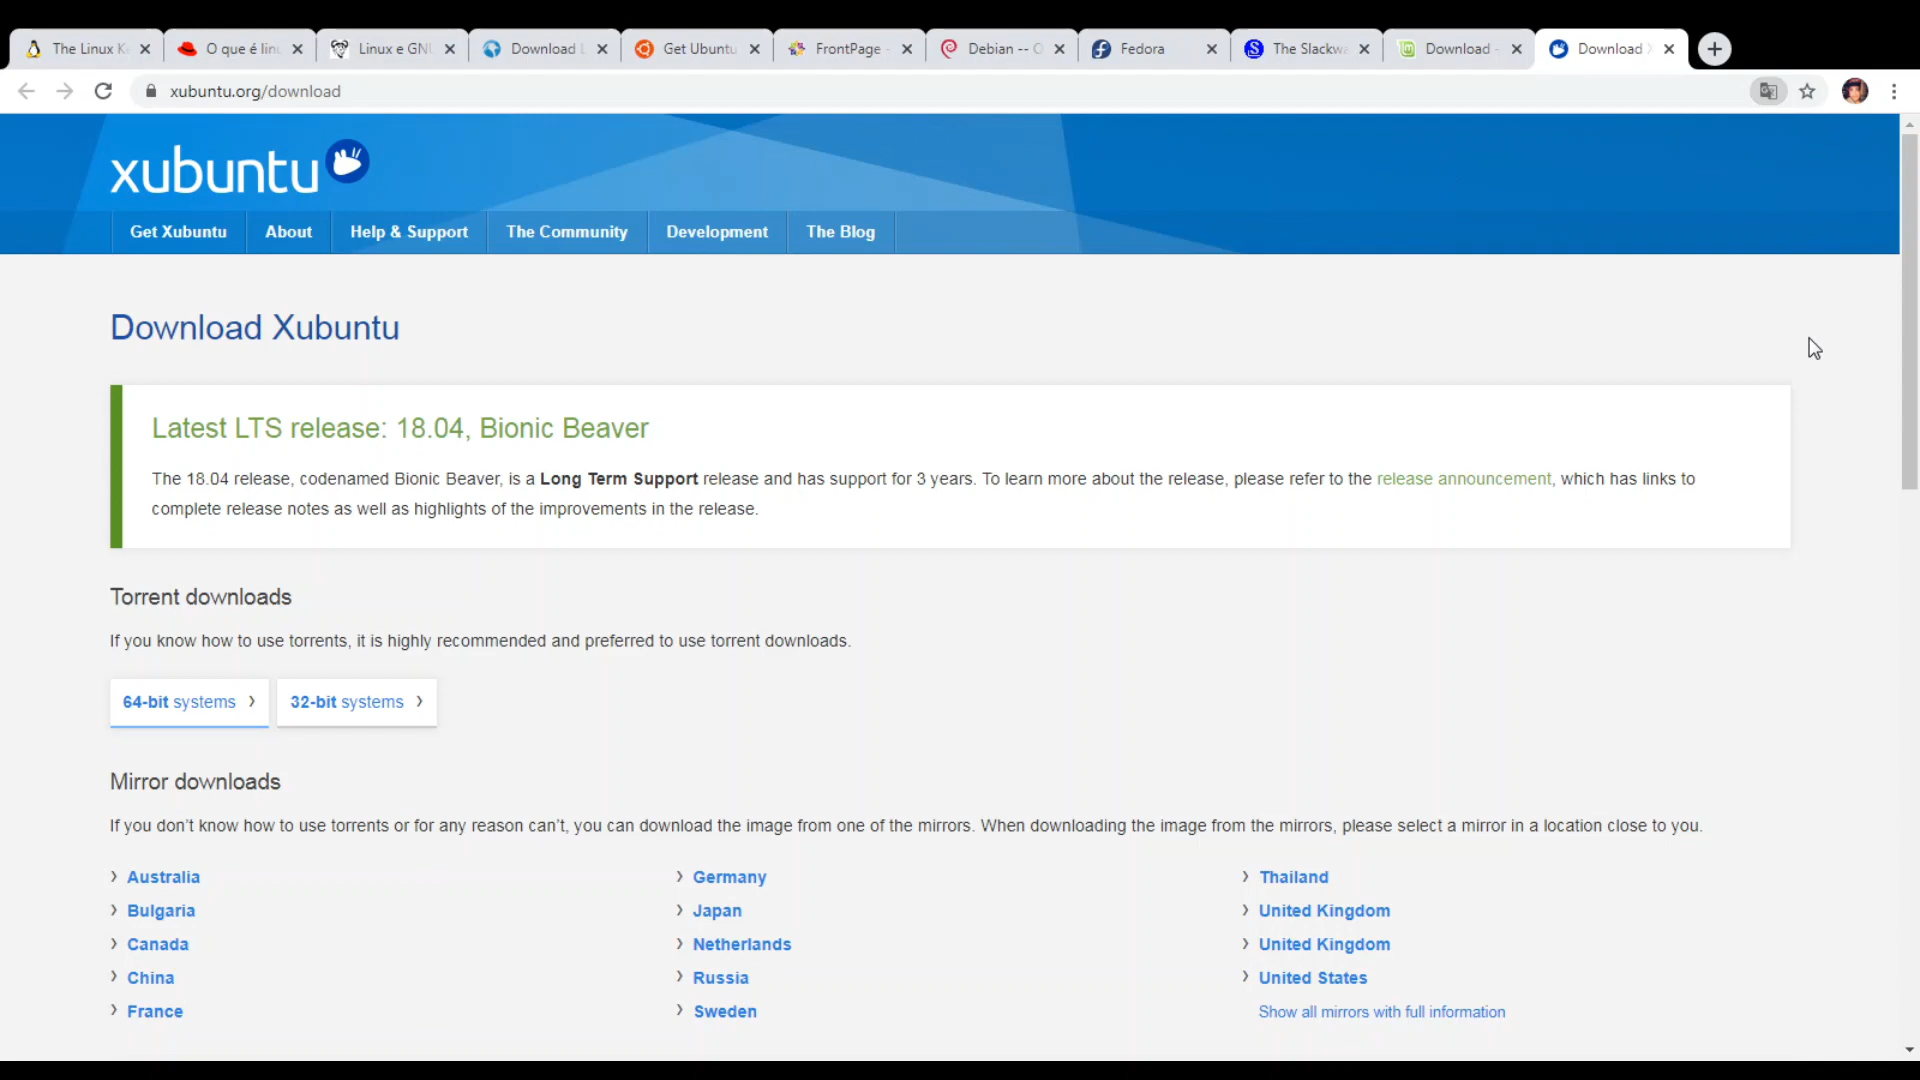 The Linux Ke
O que é linu
Linux e GNU
Download L
Get Ubuntu
FrontPage -
Debian -- O
Fedora
The Slackwa
Download -
Download X
xubuntu.org/download
xubuntu
Get Xubuntu
About
Help & Support
The Community
Development
The Blog
Download Xubuntu
Latest LTS release: 18.04, Bionic Beaver
The 18.04 release, codenamed Bionic Beaver, is a Long Term Support release and has support for 3 years. To learn more about the release, please refer to the release announcement, which has links to
complete release notes as well as highlights of the improvements in the release.
Torrent downloads
If you know how to use torrents, it is highly recommended and preferred to use torrent downloads.
64-bit systems
32-bit systems
Mirror downloads
If you don’t know how to use torrents or for any reason can’t, you can download the image from one of the mirrors. When downloading the image from the mirrors, please select a mirror in a location close to you.
Australia
Bulgaria
Canada
China
France
Germany
Japan
Netherlands
Russia
Sweden
Thailand
United Kingdom
United Kingdom
United States
Show all mirrors with full information